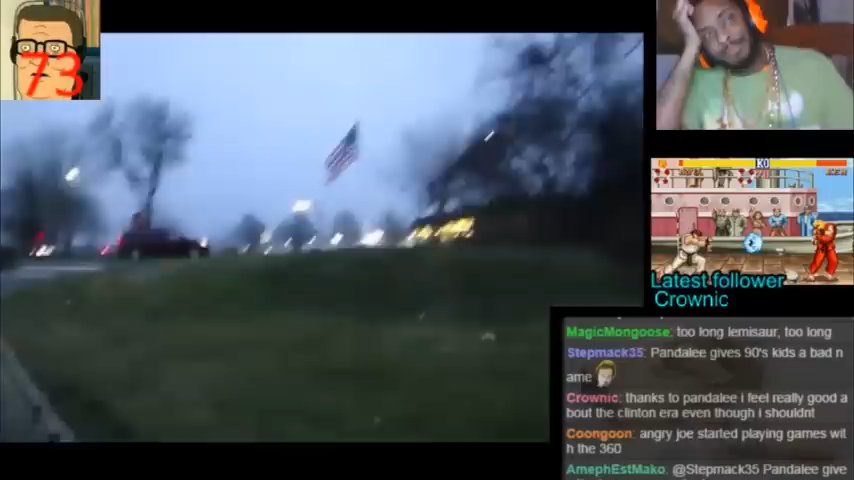 73
KO
Latest follower
Crownic
MagicMongoose: too long lemisaur, too long
Stepmack35: Pandalee gives 90's kids a bad n
ame
Crownic: thanks to pandalee i feel really good a
bout the clinton era even though i shouldnt
Coongoon: angry joe started playing games wit
h the 360
AmephEstMako: @Stepmack35 Pandalee give